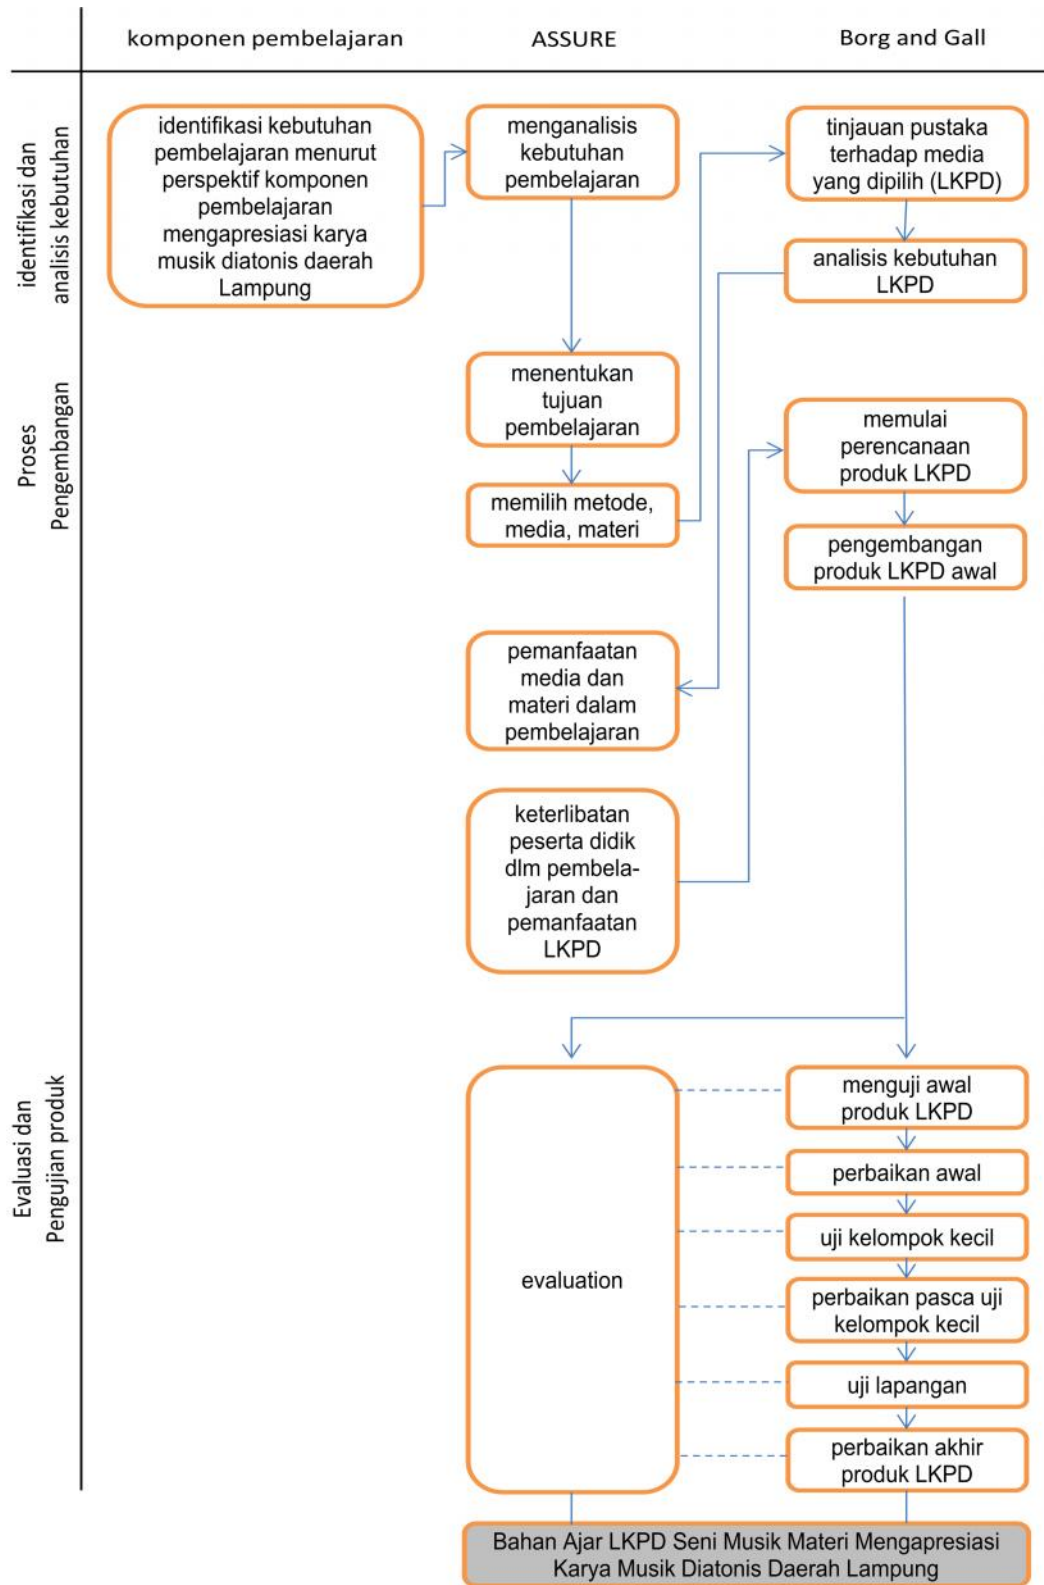 komponen pembelajaran
ASSURE
Borg and Gall
identifikasi dan
analisis kebutuhan
identifikasi kebutuhan
pembelajaran menurut
perspektif komponen
pembelajaran
mengapresiasi karya
musik diatonis daerah
Lampung
menganalisis
kebutuhan
pembelajaran
tinjauan pustaka
terhadap media
yang dipilih (LKPD)
analisis kebutuhan
LKPD
Proses
Pengembangan
menentukan
tujuan
pembelajaran
memilih metode,
media, materi
memulai
perencanaan
produk LKPD
pengembangan
produk LKPD awal
pemanfaatan
media dan
materi dalam
pembelajaran
keterlibatan
peserta didik
dlm pembela-
jaran dan
pemanfaatan
LKPD
Evaluasi dan
Pengujian produk
evaluation
menguji awal
produk LKPD
perbaikan awal
uji kelompok kecil
perbaikan pasca uji
kelompok kecil
uji lapangan
perbaikan akhir
produk LKPD
Bahan Ajar LKPD Seni Musik Materi Mengapresiasi
Karya Musik Diatonis Daerah Lampung